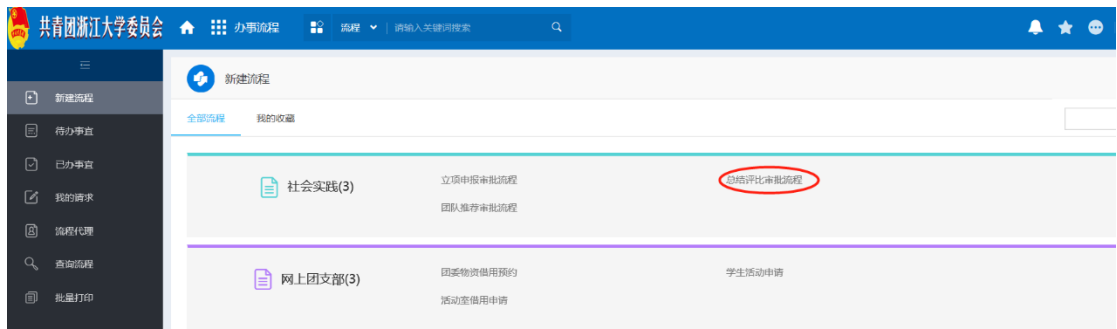 共青团浙江大学委员会 办事流程 流程 请输入关键词搜索
新建流程
新建流程
待办事宜
已办事宜
我的请求
流程代理
查询流程
批量打印
全部流程 我的收藏
社会实践(3) 立项申报审批流程 总结评比审批流程
团队推荐审批流程
网上团支部(3) 团委物资借用预约 学生活动申请
活动室借用申请